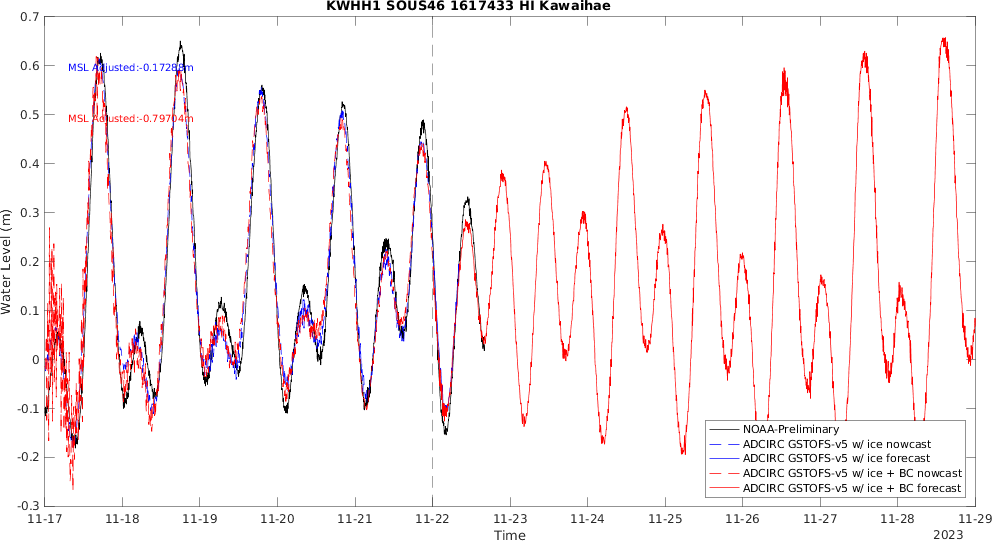 KWHH1 SOUS46 1617433 HI Kawaihae
0.7
0.6
0.5
0.4
0.3
0.2
0.1
0
-0.1
-0.2
-0.3
Water Level (m)
MSL Adjusted:-0.17288m
MSL Adjusted:-0.79704m
NOAA-Preliminary
ADCIRC GSTOFS-v5 w/ ice nowcast
ADCIRC GSTOFS-v5 w/ ice forecast
ADCIRC GSTOFS-v5 w/ ice + BC nowcast
ADCIRC GSTOFS-v5 w/ ice + BC forecast
11-17 11-18 11-19 11-20 11-21 11-22 11-23 11-24 11-25 11-26 11-27 11-28 11-29
Time
2023